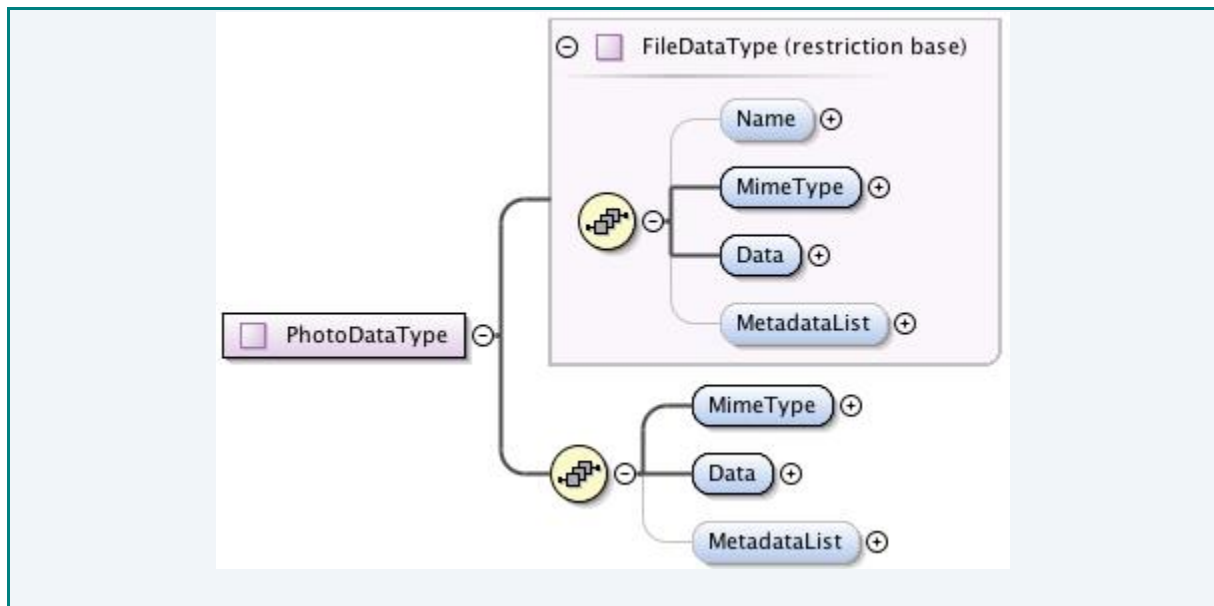 FileDataType (restriction base)
Name
MimeType
Data
MetadataList
PhotoDataType
MimeType
Data
MetadataList